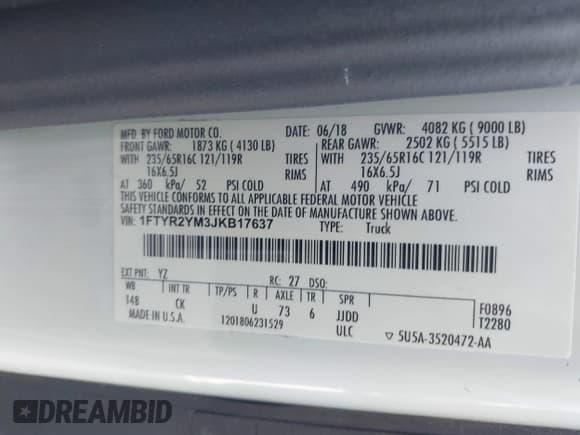 MFD. BY FORD MOTOR CO. DATE: 06/18 GVWR: 4082 KG ( 9000 LB)
FRONT GAWR: 1873 KG ( 4130 LB) REAR GAWR: 2502 KG ( 5515 LB)
WITH 235/65R16C 121/119R TIRES WITH 235/65R16C 121/119R TIRES
16X6.5J RIMS 16X6.5J RIMS
AT 360 kPa/ 52 PSI COLD AT 490 kPa/ 71 PSI COLD
THIS VEHICLE CONFORMS TO ALL APPLICABLE FEDERAL MOTOR VEHICLE
SAFETY STANDARDS IN EFFECT ON THE DATE OF MANUFACTURE SHOWN ABOVE.
VIN: 1FTYR2YM3JKB17637 TYPE: Truck
EXT PNT: YZ RC: 27 DSO:
WB INT TR TP/PS R AXLE TR SPR F0896
148 CK U 73 6 JJDD T2280
MADE IN U.S.A. 1201806231529 ULC ▽ 5U5A-3520472-AA
DREAMBID